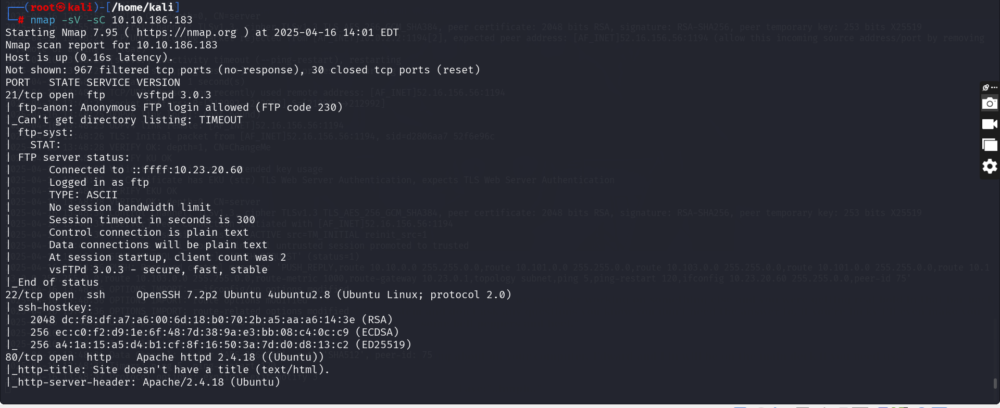 ┌──(root㉿kali)-[/home/kali]
└─# nmap -sV -sC 10.10.186.183
Starting Nmap 7.95 ( https://nmap.org ) at 2025-04-16 14:01 EDT
Nmap scan report for 10.10.186.183
Host is up (0.16s latency).
Not shown: 967 filtered tcp ports (no-response), 30 closed tcp ports (reset)
PORT   STATE SERVICE VERSION
21/tcp open  ftp     vsftpd 3.0.3
| ftp-anon: Anonymous FTP login allowed (FTP code 230)
|_Can't get directory listing: TIMEOUT
| ftp-syst:
|   STAT:
| FTP server status:
|      Connected to ::ffff:10.23.20.60
|      Logged in as ftp
|      TYPE: ASCII
|      No session bandwidth limit
|      Session timeout in seconds is 300
|      Control connection is plain text
|      Data connections will be plain text
|      At session startup, client count was 2
|      vsFTPd 3.0.3 - secure, fast, stable
|_End of status
22/tcp open  ssh     OpenSSH 7.2p2 Ubuntu 4ubuntu2.8 (Ubuntu Linux; protocol 2.0)
| ssh-hostkey:
|   2048 dc:f8:df:a7:a6:00:6d:18:b0:70:2b:a5:aa:a6:14:3e (RSA)
|   256 ec:c0:f2:d9:1e:6f:48:7d:38:9a:e3:bb:08:c4:0c:c9 (ECDSA)
|_  256 a4:1a:15:a5:d4:b1:cf:8f:16:50:3a:7d:d0:d8:13:c2 (ED25519)
80/tcp open  http    Apache httpd 2.4.18 ((Ubuntu))
|_http-title: Site doesn't have a title (text/html).
|_http-server-header: Apache/2.4.18 (Ubuntu)